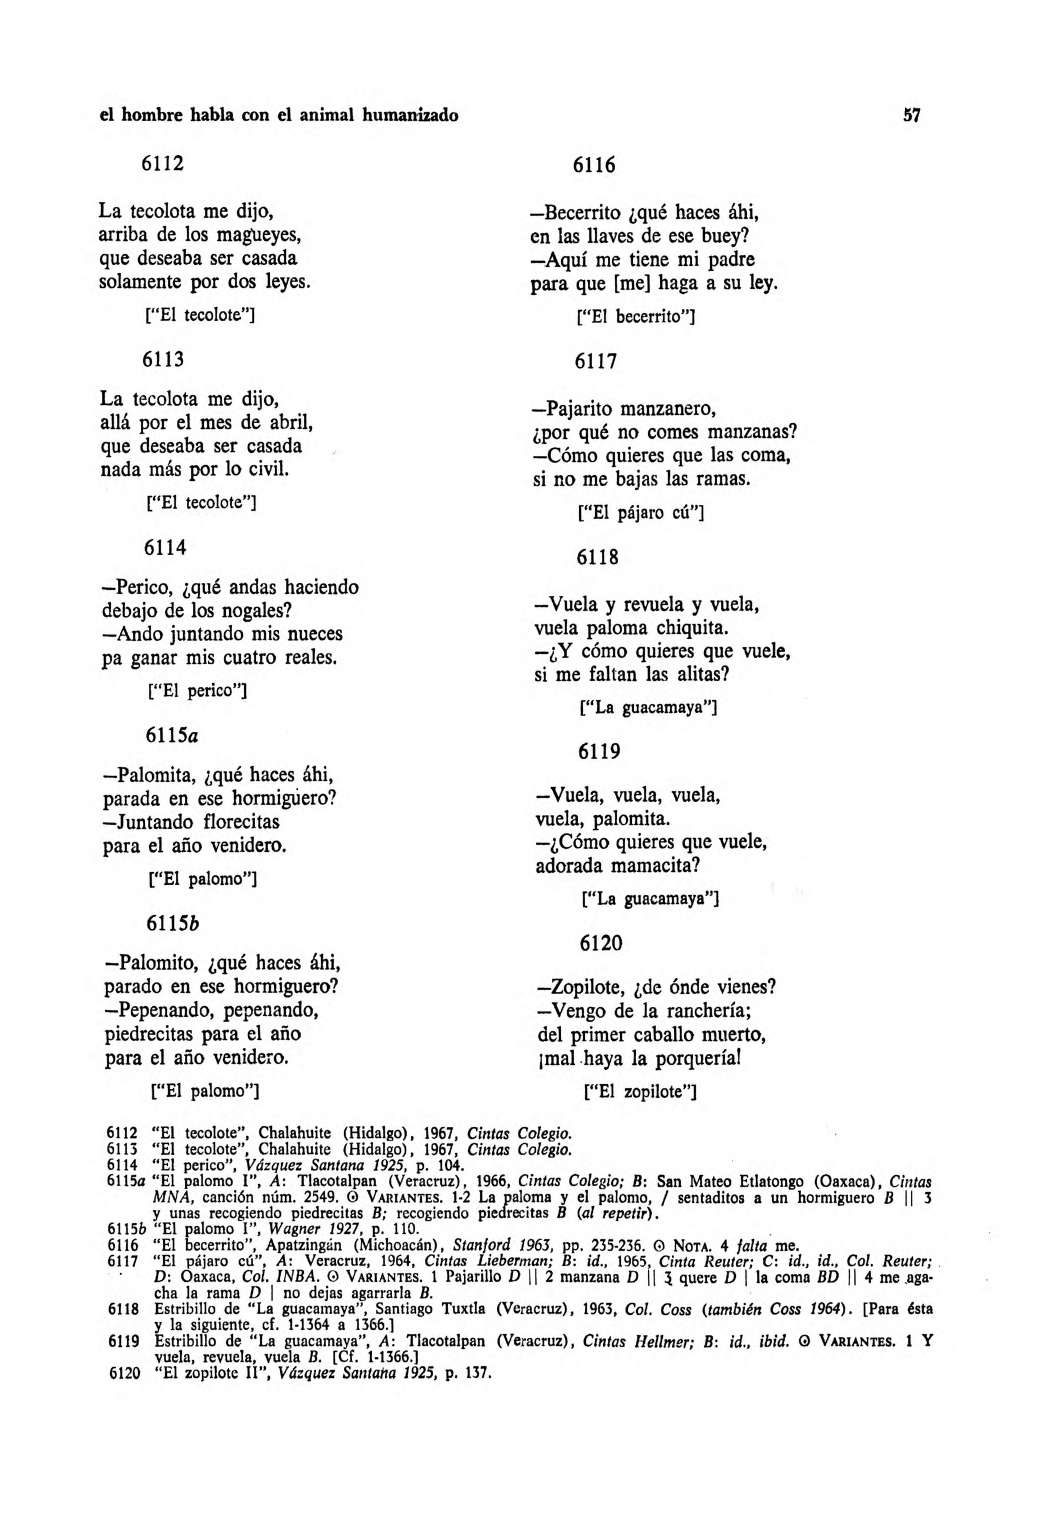 el hombre habla con el animal humanizado 57
6112
La tecolota me dijo,
arriba de los magueyes,
que deseaba ser casada
solamente por dos leyes.
["El tecolote"]
6113
La tecolota me dijo,
allá por el mes de abril,
que deseaba ser casada
nada más por lo civil.
["El tecolote"]
6114
—Perico, ¿qué andas haciendo
debajo de los nogales?
—Ando juntando mis nueces
pa ganar mis cuatro reales.
["El perico"]
6115a
—Palomita, ¿qué haces áhi,
parada en ese hormigüero?
—Juntando florecitas
para el año venidero.
["El palomo"]
6115b
—Palomito, ¿qué haces áhi,
parado en ese hormiguero?
—Pepenando, pepenando,
piedrecitas para el año
para el año venidero.
["El palomo"]
6116
—Becerrito ¿qué haces áhi,
en las llaves de ese buey?
—Aquí me tiene mi padre
para que [me] haga a su ley.
["El becerrito"]
6117
—Pajarito manzanero,
¿por qué no comes manzanas?
—Cómo quieres que las coma,
si no me bajas las ramas.
["El pájaro cú"]
6118
—Vuela y revuela y vuela,
vuela paloma chiquita.
—¿Y cómo quieres que vuele,
si me faltan las alitas?
["La guacamaya"]
6119
—Vuela, vuela, vuela,
vuela, palomita.
—¿Cómo quieres que vuele,
adorada mamacita?
["La guacamaya"]
6120
—Zopilote, ¿de ónde vienes?
—Vengo de la ranchería;
del primer caballo muerto,
¡mal haya la porquería!
["El zopilote"]
6112 "El tecolote", Chalahuite (Hidalgo), 1967, Cintas Colegio.
6113 "El tecolote", Chalahuite (Hidalgo), 1967, Cintas Colegio.
6114 "El perico", Vázquez Santana 1925, p. 104.
6115a "El palomo I", A: Tlacotalpan (Veracruz), 1966, Cintas Colegio; B: San Mateo Etlatongo (Oaxaca), Cintas
MNA, canción núm. 2549. ⊙ VARIANTES. 1-2 La paloma y el palomo, / sentaditos a un hormiguero B || 3
y unas recogiendo piedrecitas B; recogiendo piedrecitas B (al repetir).
6115b "El palomo I", Wagner 1927, p. 110.
6116 "El becerrito", Apatzingán (Michoacán), Stanford 1963, pp. 235-236. ⊙ NOTA. 4 falta me.
6117 "El pájaro cú", A: Veracruz, 1964, Cintas Lieberman; B: id., 1965, Cinta Reuter; C: id., id., Col. Reuter;
D: Oaxaca, Col. INBA. ⊙ VARIANTES. 1 Pajarillo D || 2 manzana D || 3 quere D | la coma BD || 4 me aga-
cha la rama D | no dejas agarrarla B.
6118 Estribillo de "La guacamaya", Santiago Tuxtla (Veracruz), 1963, Col. Coss (también Coss 1964). [Para ésta
y la siguiente, cf. 1-1364 a 1366.]
6119 Estribillo de "La guacamaya", A: Tlacotalpan (Veracruz), Cintas Hellmer; B: id., ibid. ⊙ VARIANTES. 1 Y
vuela, revuela, vuela B. [Cf. 1-1366.]
6120 "El zopilote II", Vázquez Santana 1925, p. 137.